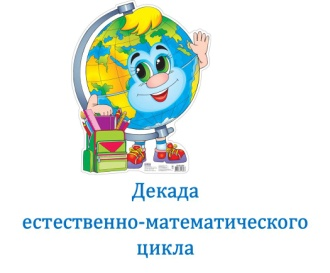 Декада
естественно-математического
цикла